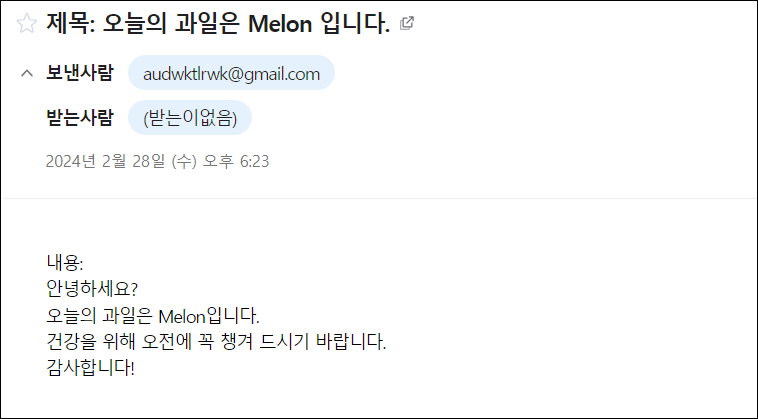 제목: 오늘의 과일은 Melon 입니다.
보낸사람 audwktlrwk@gmail.com
받는사람 (받는이없음)
2024년 2월 28일 (수) 오후 6:23
내용:
안녕하세요?
오늘의 과일은 Melon입니다.
건강을 위해 오전에 꼭 챙겨 드시기 바랍니다.
감사합니다!